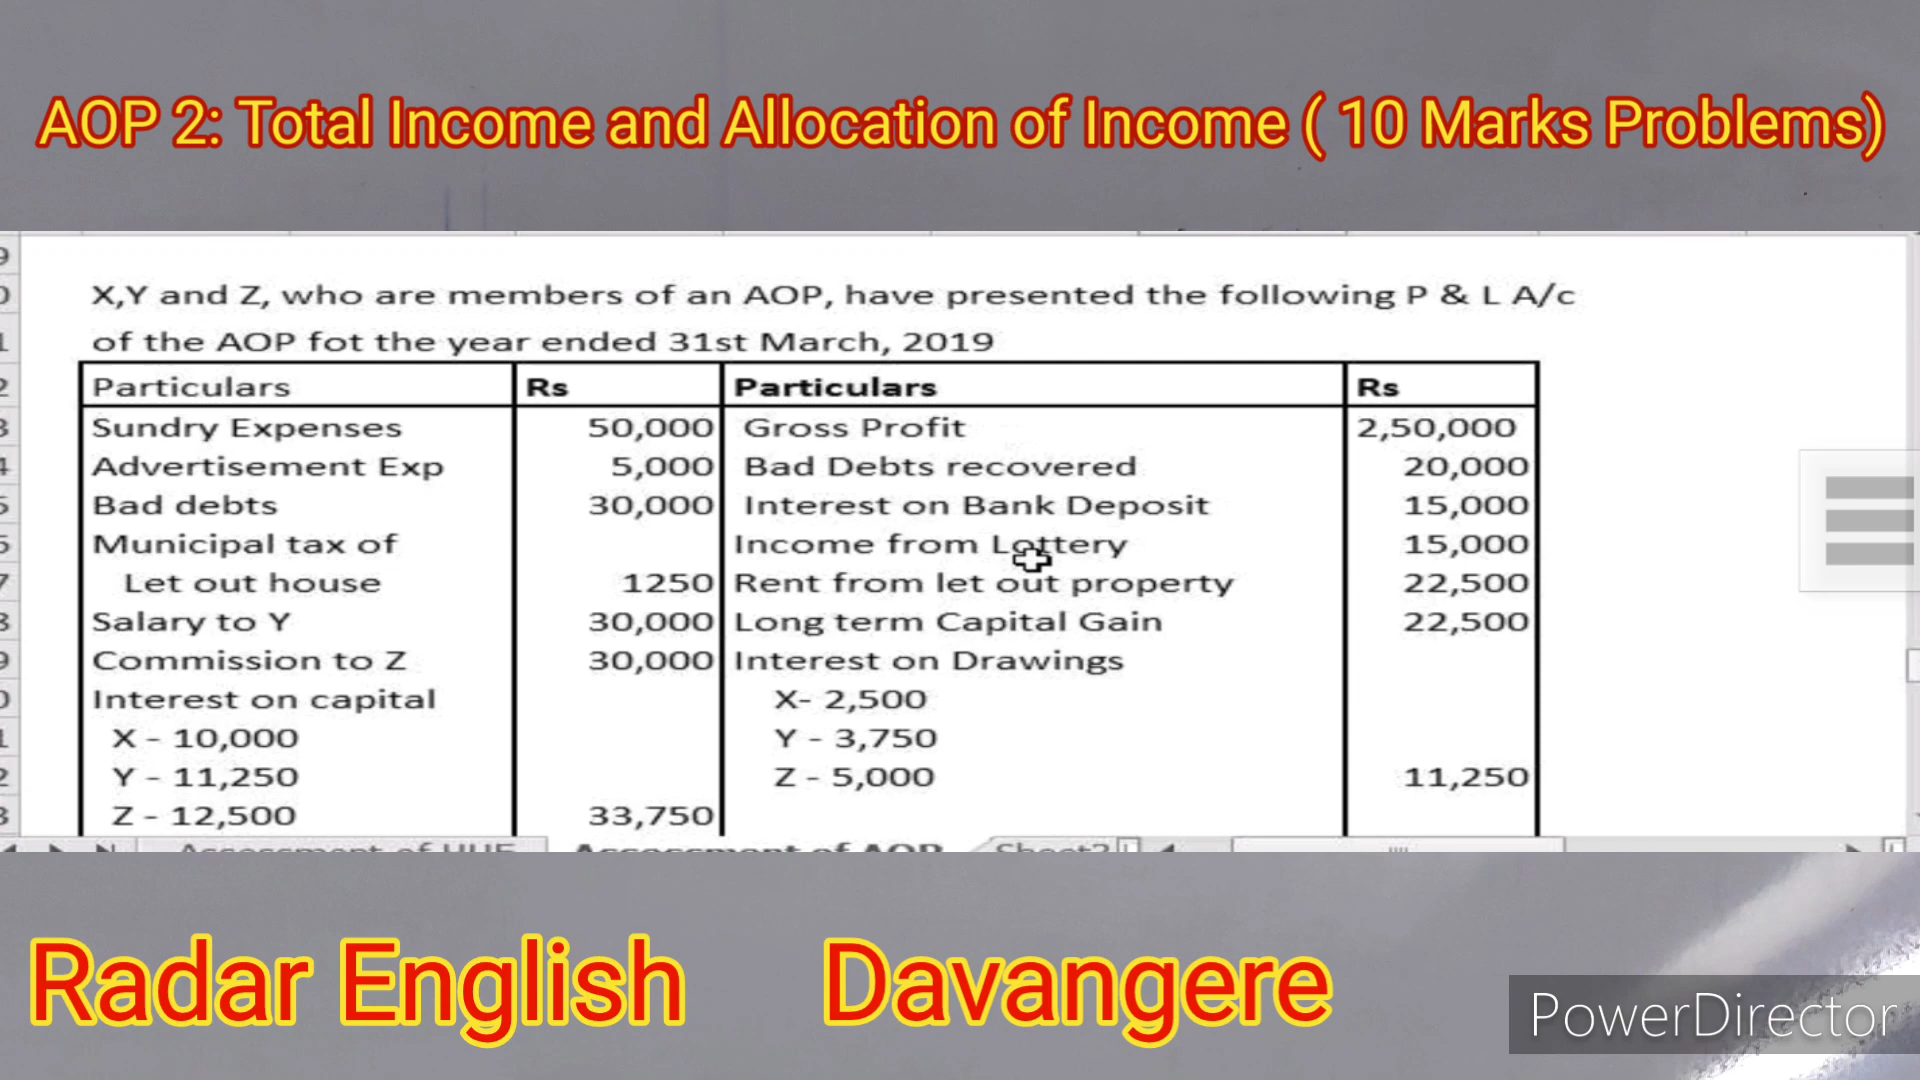 AOP 2: Total Income and Allocation of Income ( 10 Marks Problems)
X,Y and Z, who are members of an AOP, have presented the following P & L A/c
of the AOP fot the year ended 31st March, 2019
Particulars Rs Particulars Rs
Sundry Expenses 50,000 Gross Profit 2,50,000
Advertisement Exp 5,000 Bad Debts recovered 20,000
Bad debts 30,000 Interest on Bank Deposit 15,000
Municipal tax of Income from Lottery 15,000
Let out house 1250 Rent from let out property 22,500
Salary to Y 30,000 Long term Capital Gain 22,500
Commission to Z 30,000 Interest on Drawings
Interest on capital X- 2,500
X - 10,000 Y - 3,750
Y - 11,250 Z - 5,000 11,250
Z - 12,500 33,750
Assessment of HUF Assessment of AOP
Radar English Davangere
PowerDirector